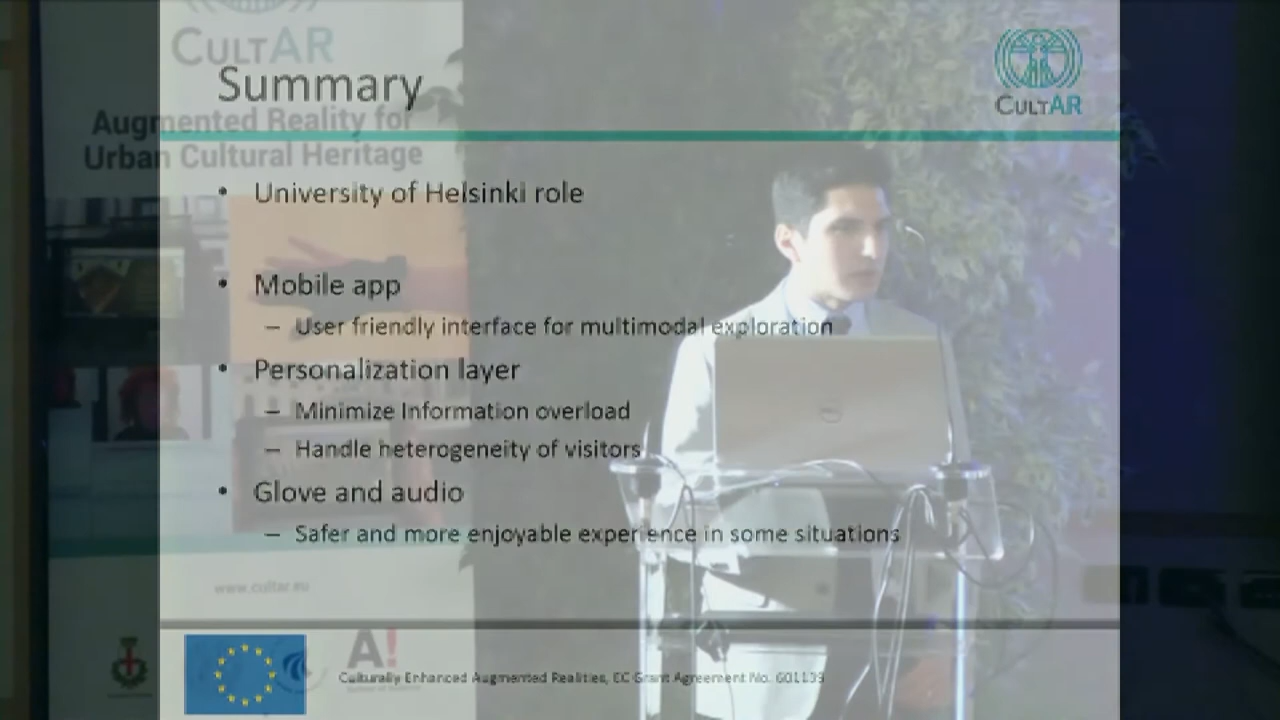 CULTAR
Summary
CULTAR
Augmented Reality for
Urban Cultural Heritage
• University of Helsinki role
• Mobile app
– User friendly interface for multimodal exploration
• Personalization layer
– Minimize Information overload
– Handle heterogeneity of visitors
• Glove and audio
– Safer and more enjoyable experience in some situations
www.cultar.eu
A!
Culturally Enhanced Augmented Realities, EC Grant Agreement No. 601139